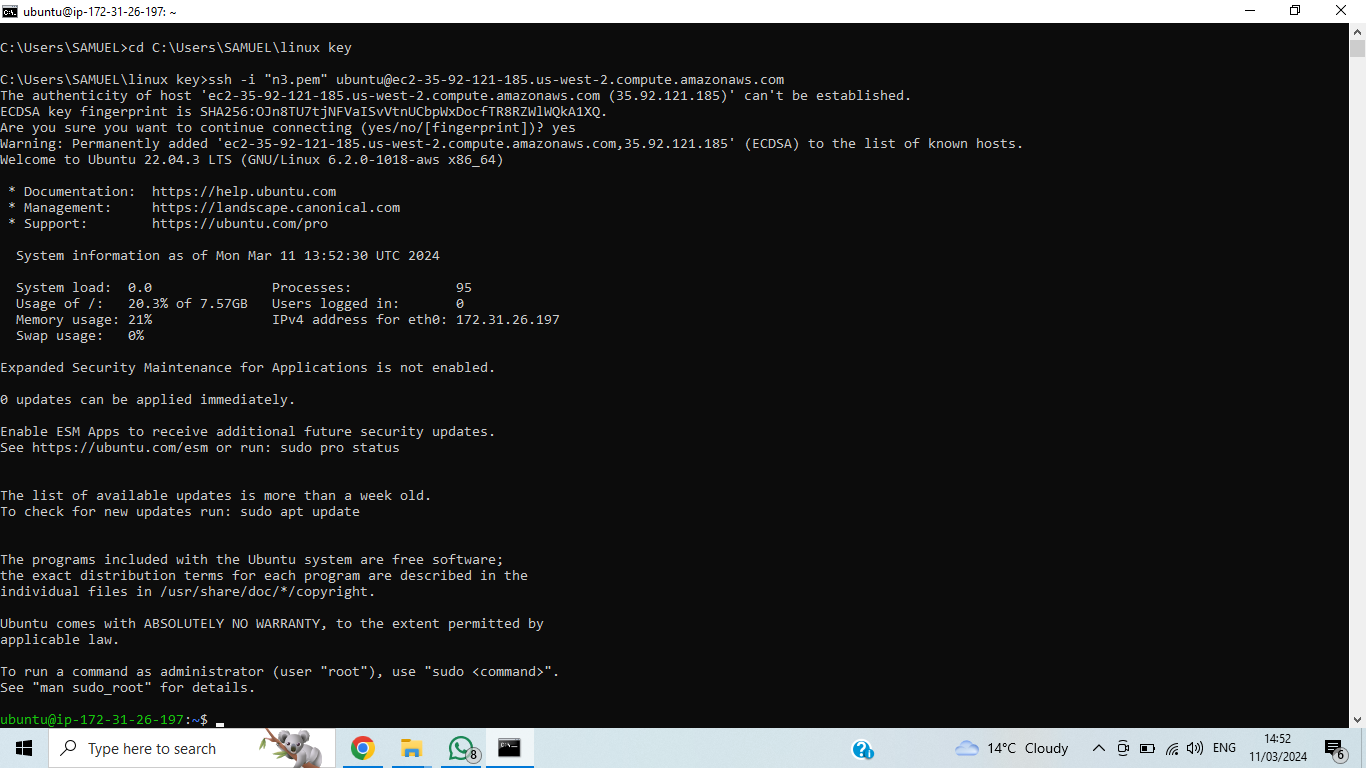 ubuntu@ip-172-31-26-197: ~
C:\Users\SAMUEL>cd C:\Users\SAMUEL\linux key
C:\Users\SAMUEL\linux key>ssh -i "n3.pem" ubuntu@ec2-35-92-121-185.us-west-2.compute.amazonaws.com
The authenticity of host 'ec2-35-92-121-185.us-west-2.compute.amazonaws.com (35.92.121.185)' can't be established.
ECDSA key fingerprint is SHA256:OJn8TU7tjNFVaISvVtnUCbpWxDocfTR8RZWlWQkA1XQ.
Are you sure you want to continue connecting (yes/no/[fingerprint])? yes
Warning: Permanently added 'ec2-35-92-121-185.us-west-2.compute.amazonaws.com,35.92.121.185' (ECDSA) to the list of known hosts.
Welcome to Ubuntu 22.04.3 LTS (GNU/Linux 6.2.0-1018-aws x86_64)
* Documentation:  https://help.ubuntu.com
* Management:     https://landscape.canonical.com
* Support:        https://ubuntu.com/pro
System information as of Mon Mar 11 13:52:30 UTC 2024
System load:  0.0               Processes:             95
Usage of /:   20.3% of 7.57GB   Users logged in:       0
Memory usage: 21%               IPv4 address for eth0: 172.31.26.197
Swap usage:   0%
Expanded Security Maintenance for Applications is not enabled.
0 updates can be applied immediately.
Enable ESM Apps to receive additional future security updates.
See https://ubuntu.com/esm or run: sudo pro status
The list of available updates is more than a week old.
To check for new updates run: sudo apt update
The programs included with the Ubuntu system are free software;
the exact distribution terms for each program are described in the
individual files in /usr/share/doc/*/copyright.
Ubuntu comes with ABSOLUTELY NO WARRANTY, to the extent permitted by
applicable law.
To run a command as administrator (user "root"), use "sudo <command>".
See "man sudo_root" for details.
ubuntu@ip-172-31-26-197:~$
Type here to search
8
14°C Cloudy
ENG
14:52
11/03/2024
6